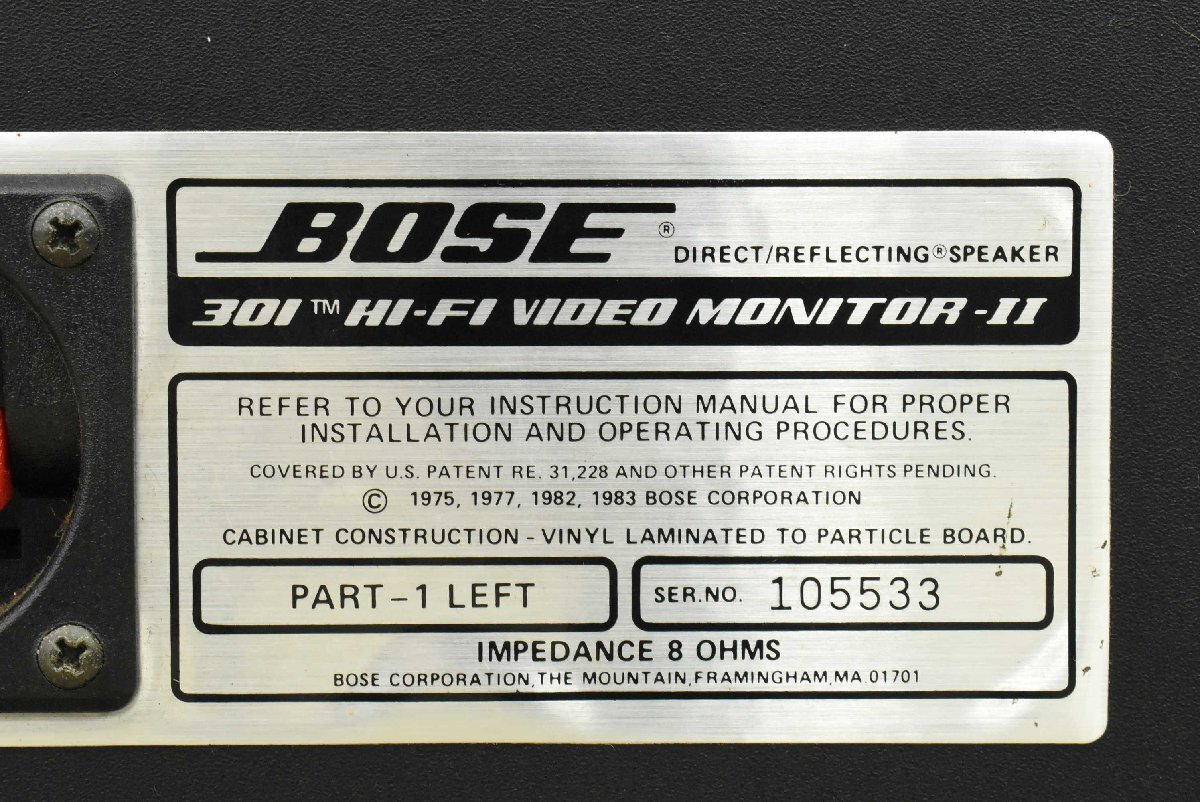 BOSE®
DIRECT/REFLECTING® SPEAKER
301™ HI-FI VIDEO MONITOR-II
REFER TO YOUR INSTRUCTION MANUAL FOR PROPER
INSTALLATION AND OPERATING PROCEDURES.
COVERED BY U.S. PATENT RE. 31,228 AND OTHER PATENT RIGHTS PENDING.
© 1975, 1977, 1982, 1983 BOSE CORPORATION
CABINET CONSTRUCTION - VINYL LAMINATED TO PARTICLE BOARD.
PART-1 LEFT
SER.NO. 105533
IMPEDANCE 8 OHMS
BOSE CORPORATION, THE MOUNTAIN, FRAMINGHAM, MA. 01701